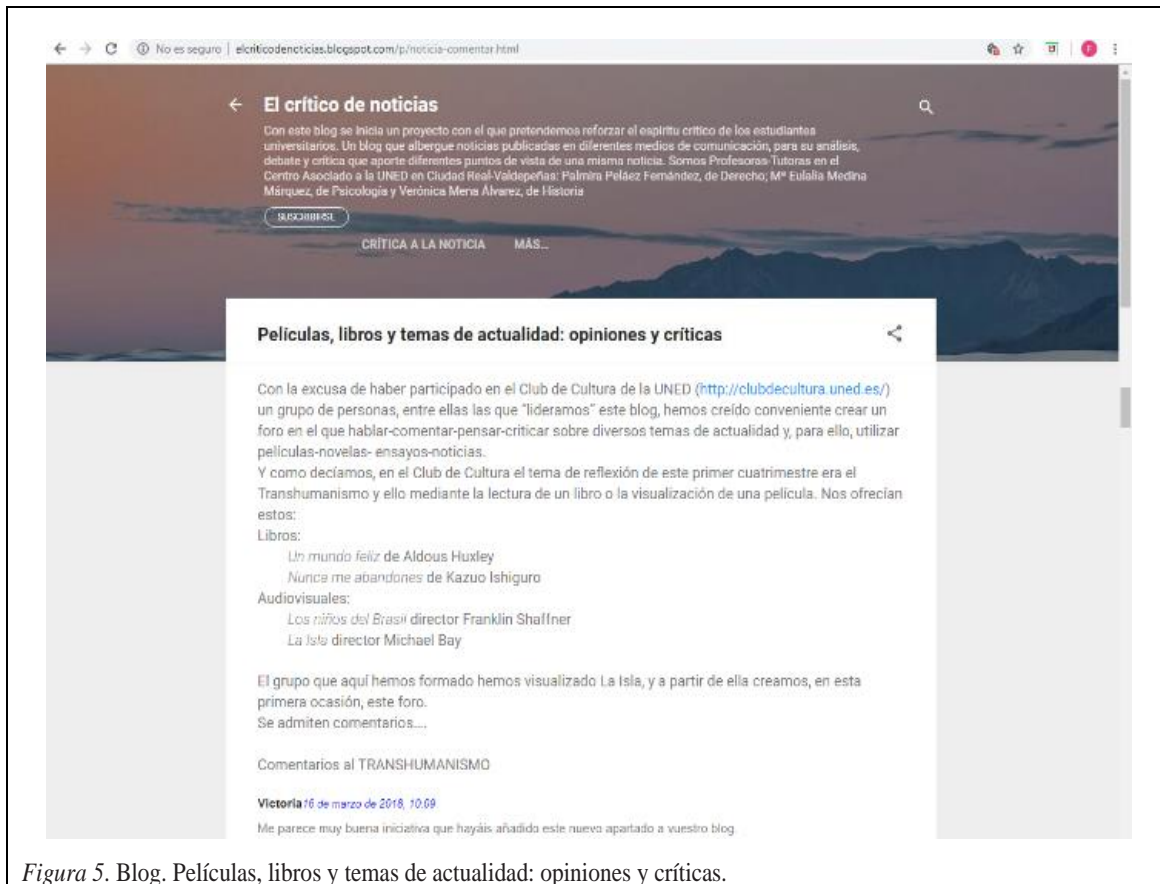 No es seguro | elcriticodenoticias.blogspot.com/p/noticia-comentar.html
El crítico de noticias
Con este blog se inicia un proyecto con el que pretendemos reforzar el espíritu crítico de los estudiantes
universitarios. Un blog que albergue noticias publicadas en diferentes medios de comunicación, para su análisis,
debate y crítica que aporte diferentes puntos de vista de una misma noticia. Somos Profesoras-Tutoras en el
Centro Asociado a la UNED en Ciudad Real-Valdepeñas: Palmira Peláez Fernández, de Derecho; Mª Eulalia Medina
Márquez, de Psicología y Verónica Mena Álvarez, de Historia
SUSCRIBIRSE
CRÍTICA A LA NOTICIA MÁS...
Películas, libros y temas de actualidad: opiniones y críticas
Con la excusa de haber participado en el Club de Cultura de la UNED (http://clubdecultura.uned.es/)
un grupo de personas, entre ellas las que "lideramos" este blog, hemos creído conveniente crear un
foro en el que hablar-comentar-pensar-criticar sobre diversos temas de actualidad y, para ello, utilizar
películas-novelas- ensayos-noticias.
Y como decíamos, en el Club de Cultura el tema de reflexión de este primer cuatrimestre era el
Transhumanismo y ello mediante la lectura de un libro o la visualización de una película. Nos ofrecían
estos:
Libros:
Un mundo feliz de Aldous Huxley
Nunca me abandones de Kazuo Ishiguro
Audiovisuales:
Los niños del Brasil director Franklin Shaffner
La Isla director Michael Bay
El grupo que aquí hemos formado hemos visualizado La Isla, y a partir de ella creamos, en esta
primera ocasión, este foro.
Se admiten comentarios....
Comentarios al TRANSHUMANISMO
Victoria 16 de marzo de 2018, 10:09
Me parece muy buena iniciativa que hayáis añadido este nuevo apartado a vuestro blog
Figura 5. Blog. Películas, libros y temas de actualidad: opiniones y críticas.